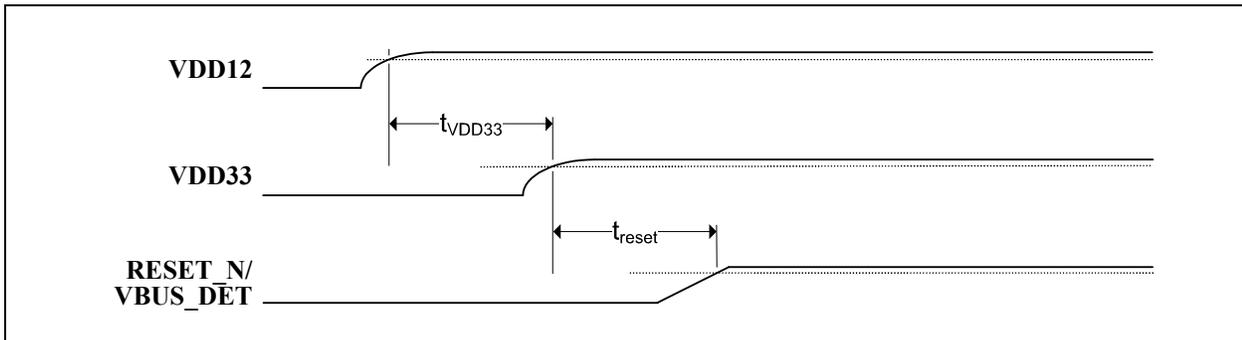 VDD12
tVDD33
VDD33
treset
RESET_N/
VBUS_DET